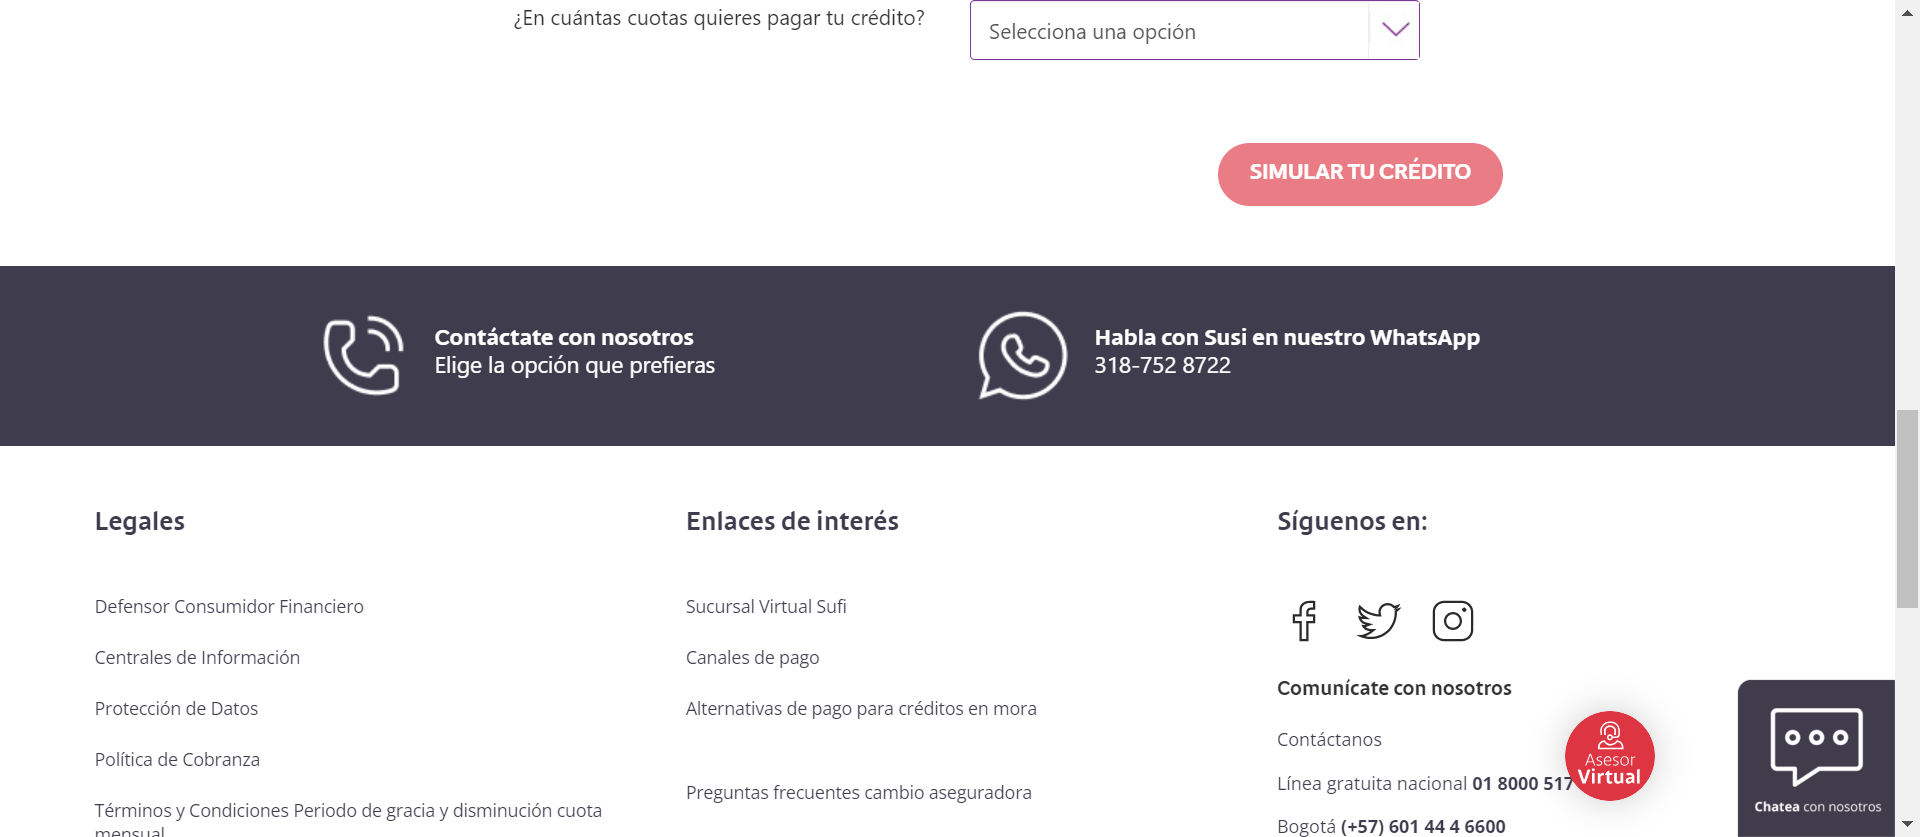 ¿En cuántas cuotas quieres pagar tu crédito?
Selecciona una opción
SIMULAR TU CRÉDITO
Contáctate con nosotros
Elige la opción que prefieras
Habla con Susi en nuestro WhatsApp
318-752 8722
Legales
Defensor Consumidor Financiero
Centrales de Información
Protección de Datos
Política de Cobranza
Términos y Condiciones Periodo de gracia y disminución cuota
mensual
Enlaces de interés
Sucursal Virtual Sufi
Canales de pago
Alternativas de pago para créditos en mora
Preguntas frecuentes cambio aseguradora
Síguenos en:
Comunícate con nosotros
Contáctanos
Línea gratuita nacional 01 8000 517
Bogotá (+57) 601 44 4 6600
Asesor
Virtual
Chatea con nosotros